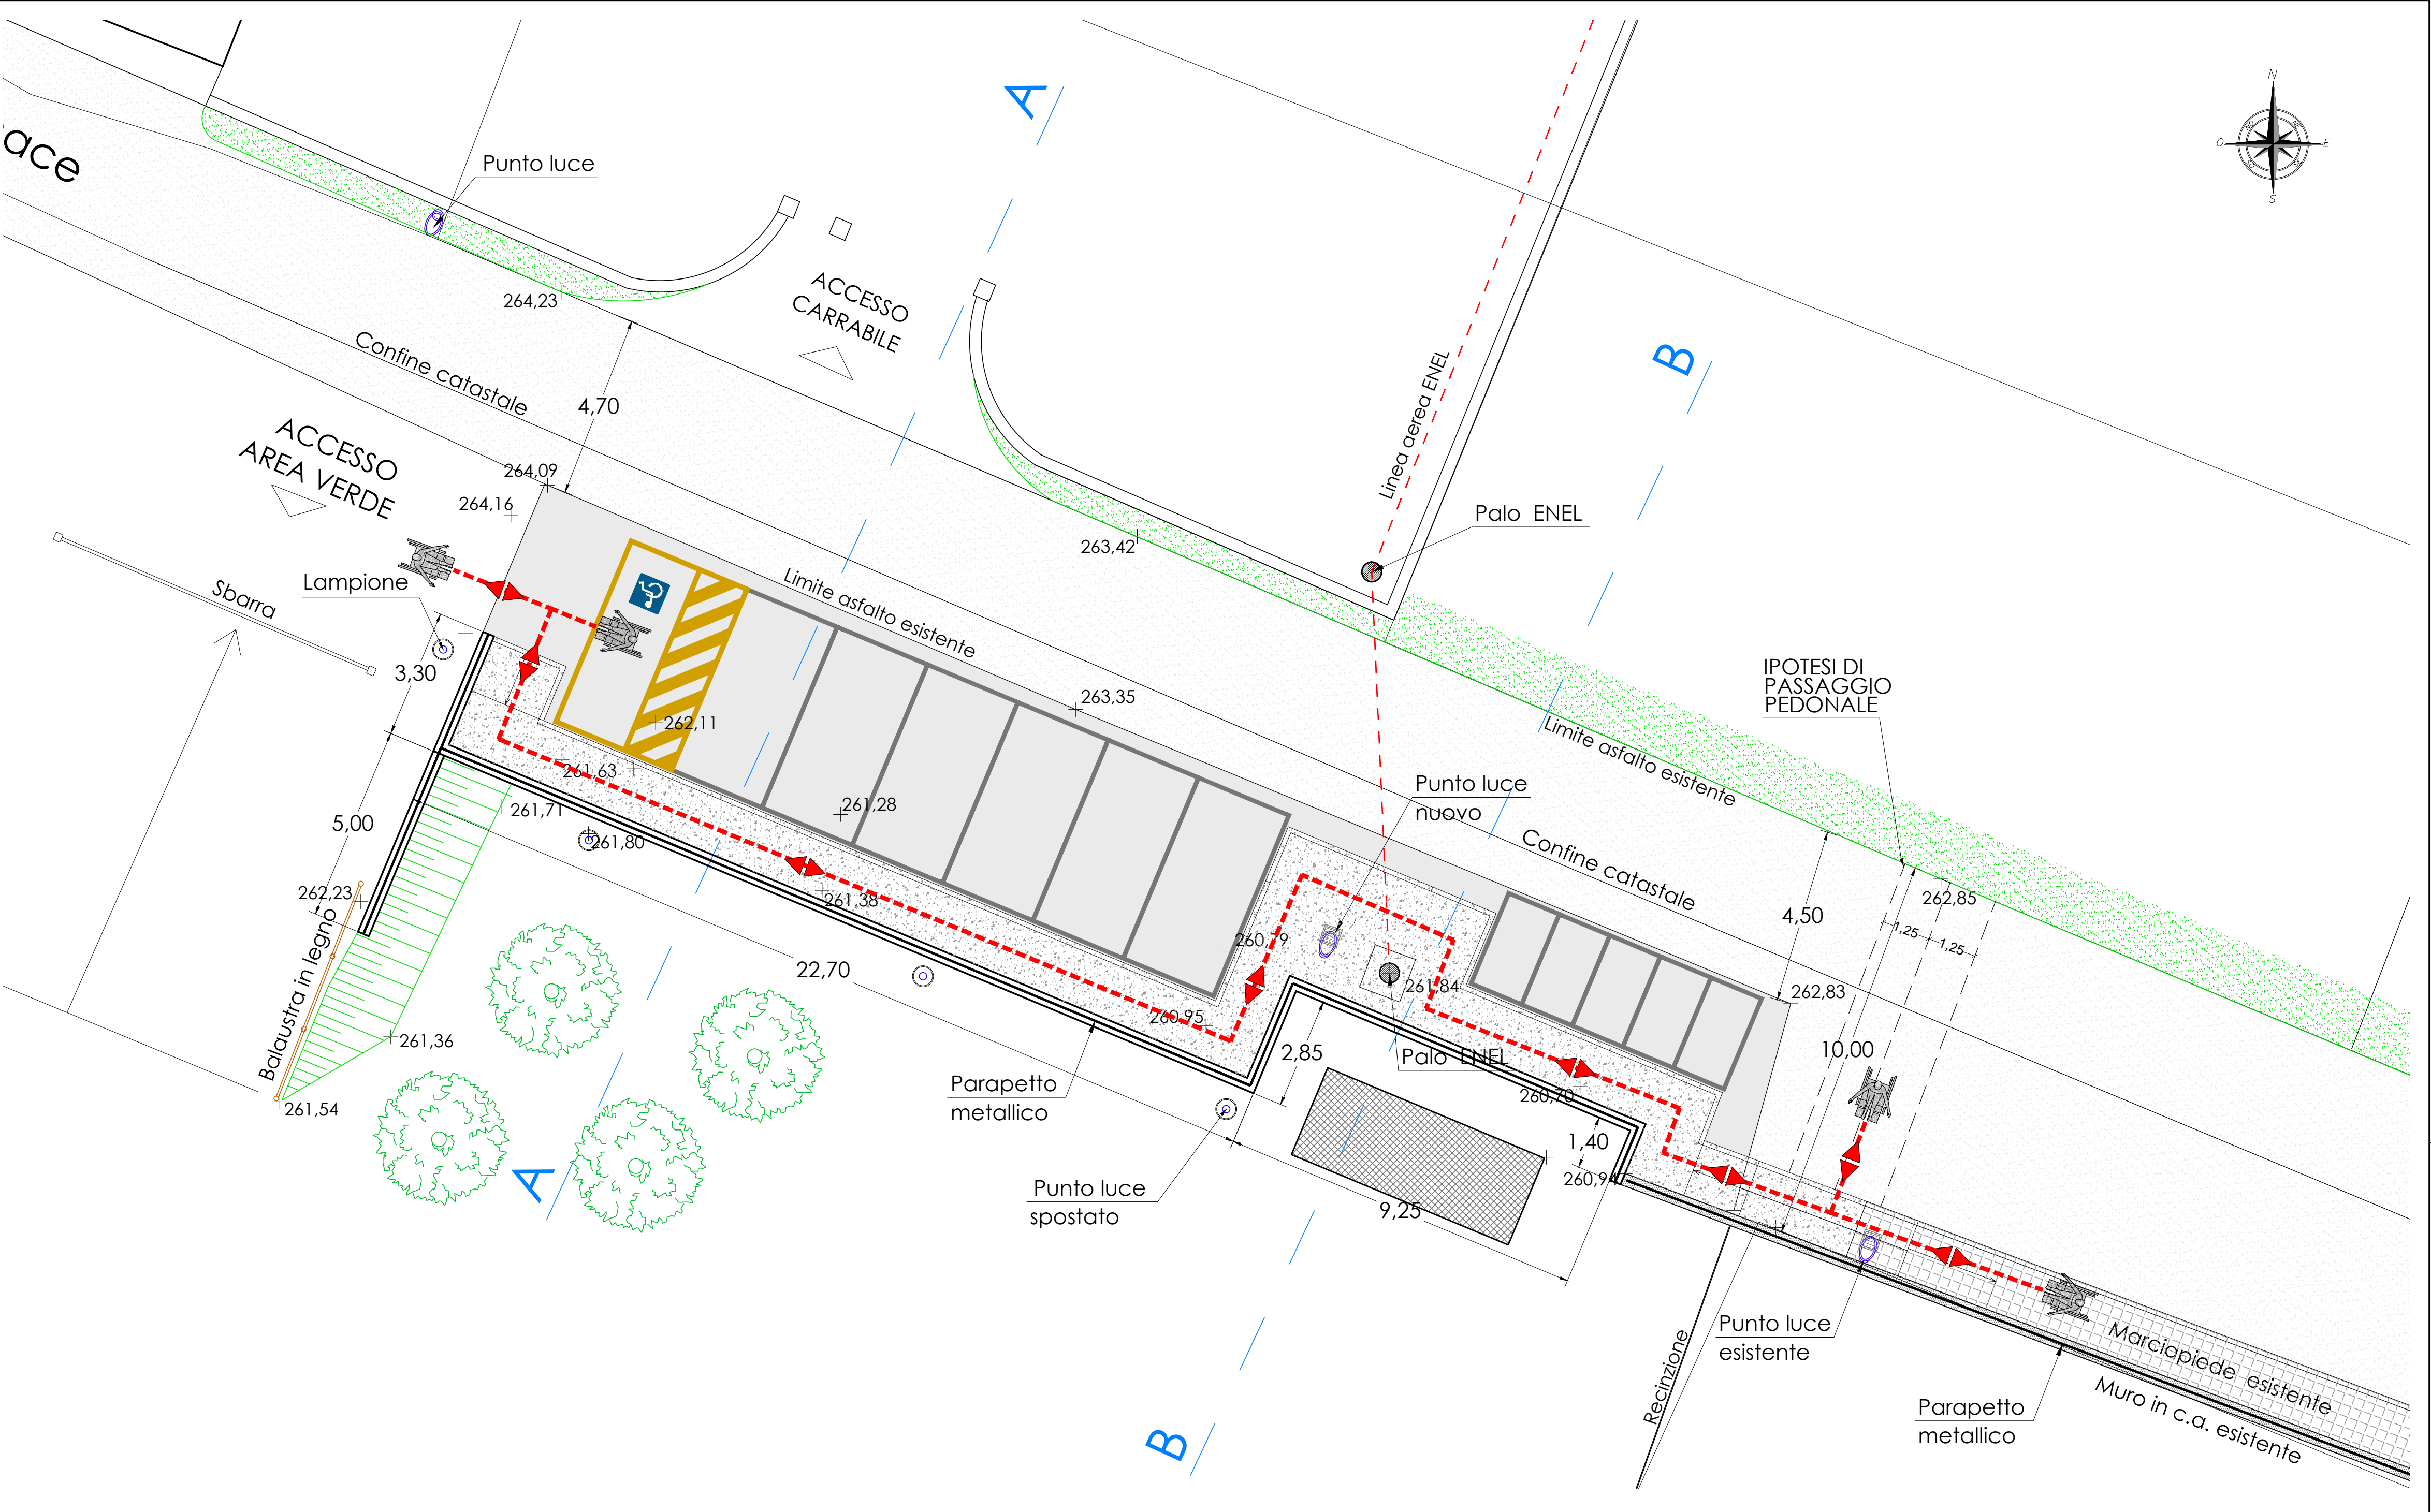 ace
Punto luce
A
N
NO
NE
O
E
SO
SE
S
264,23
ACCESSO
CARRABILE
Confine catastale
4,70
B
Linea aerea ENEL
ACCESSO
AREA VERDE
264,09
264,16
Palo ENEL
263,42
Sbarra
Lampione
Limite asfalto esistente
3,30
263,35
262,11
IPOTESI DI
PASSAGGIO
PEDONALE
Limite asfalto esistente
261,63
261,71
261,28
Punto luce
nuovo
5,00
261,80
Confine catastale
262,23
261,38
262,85
4,50
1,25
1,25
Balaustra in legno
22,70
260,79
261,84
262,83
260,95
261,36
2,85
Palo ENEL
10,00
261,54
Parapetto
metallico
260,70
1,40
260,94
A
Punto luce
spostato
9,25
Punto luce
esistente
Recinzione
Marciapiede esistente
Muro in c.a. esistente
Parapetto
metallico
B